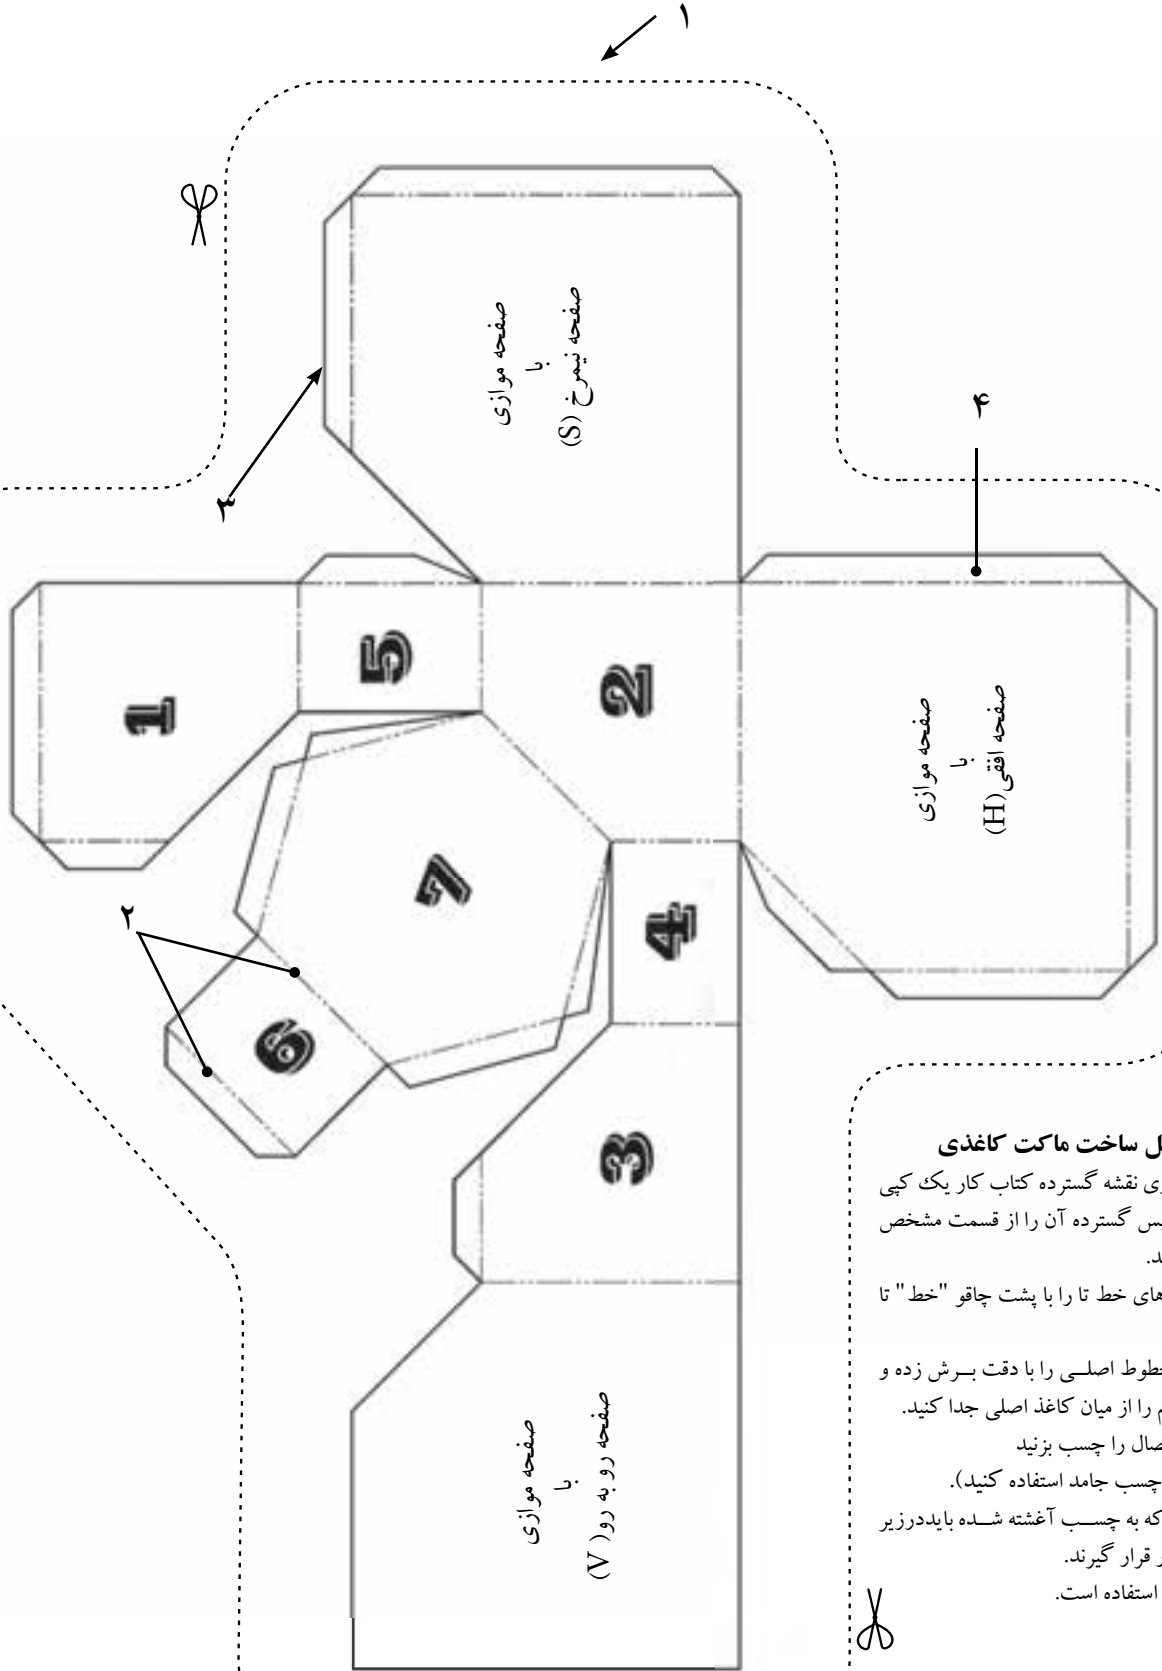 ۱
صفحه موازی
با
صفحه نیمرخ (S)
۴
۳
5
2
1
صفحه موازی
با
صفحه افقی(H)
7
۲
4
6
3
ساخت ماکت کاغذی
نقشه گسترده کتاب کار یک کپی
گسترده آن را از قسمت مشخص
های خط تا را با پشت چاقو "خط" تا
خطوط اصلـی را با دقت بـرش زده و
را از میان کاغذ اصلی جدا کنید.
را چسب بزنید
چسب جامد استفاده کنید).
که به چسـب آغشته شـده بایددرزیر
قرار گیرند.
استفاده است.
صفحه موازی
با
صفحه رو به رو( V)